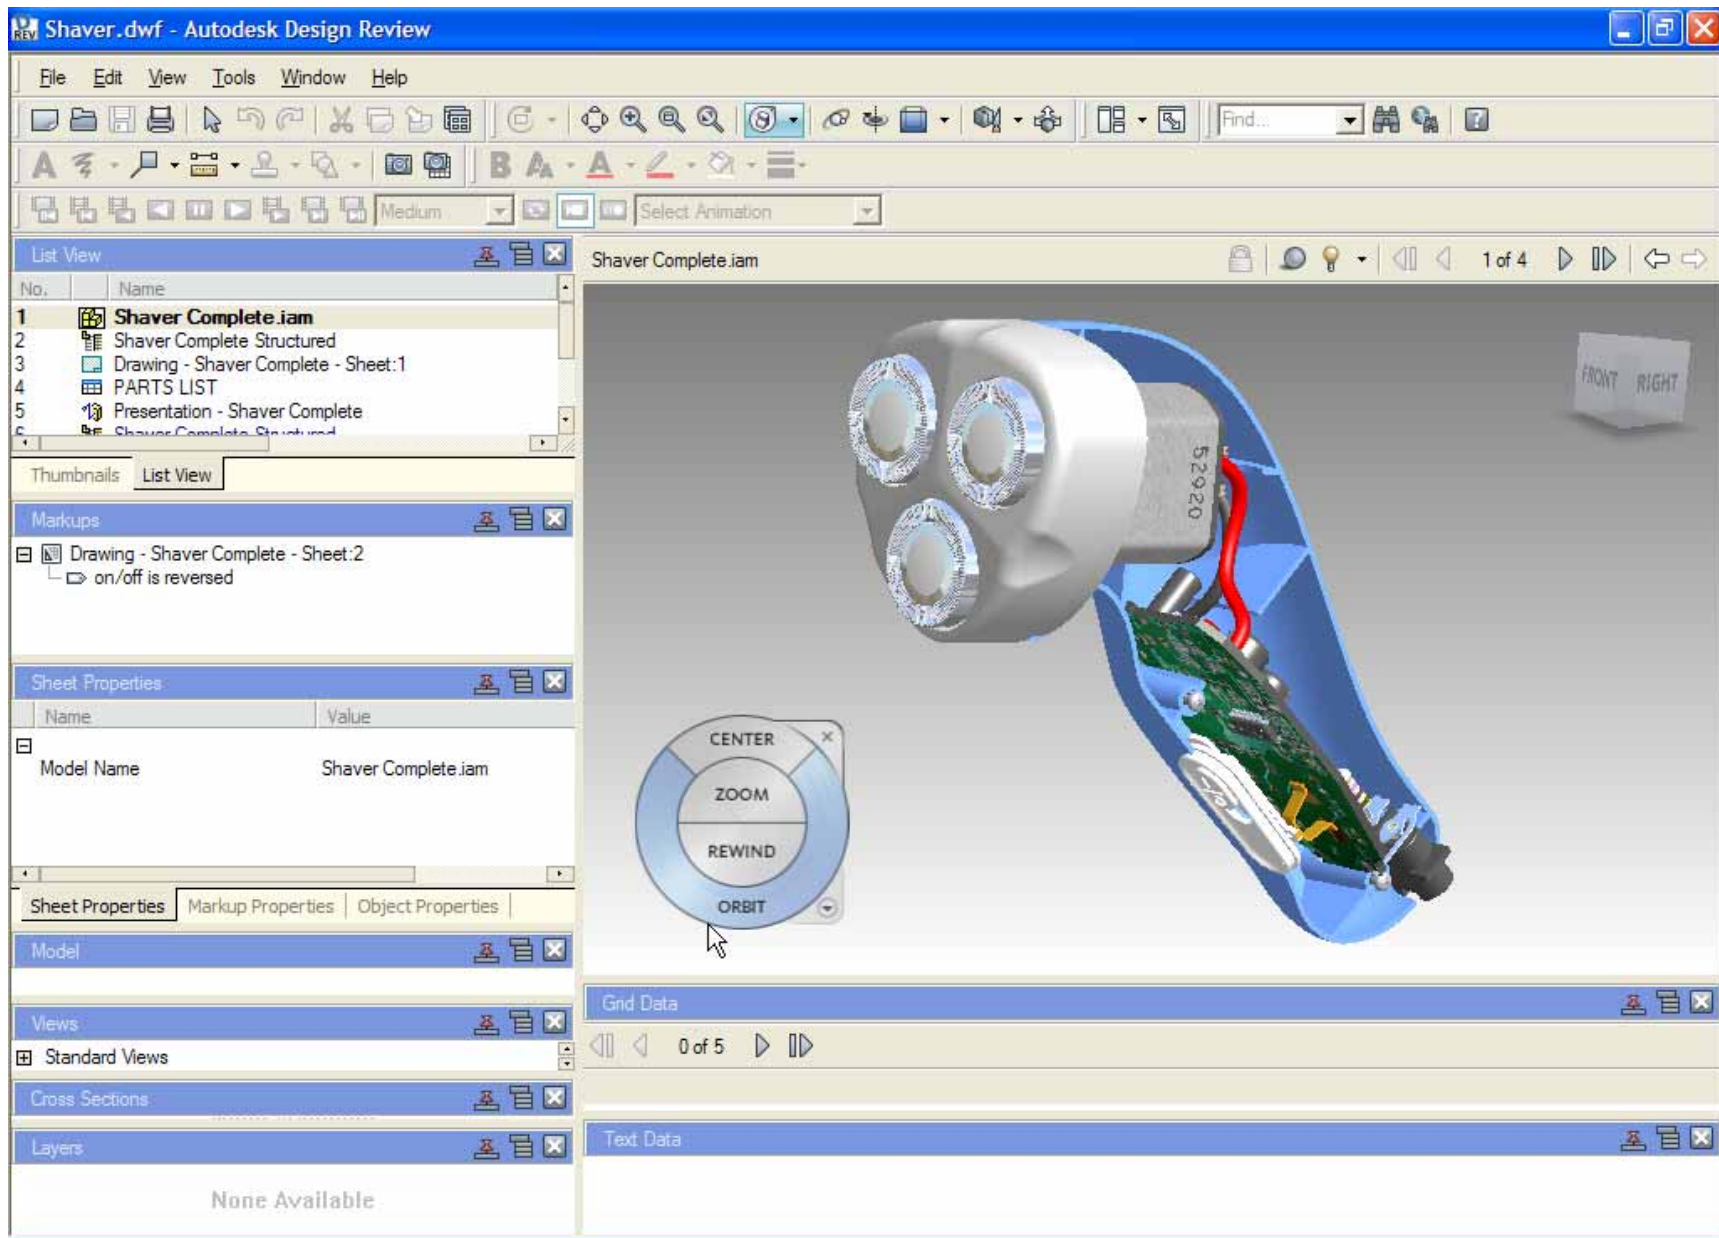 Shaver.dwf - Autodesk Design Review
File Edit View Tools Window Help
Find...
Medium Select Animation
List View
No. Name
1 Shaver Complete.iam
2 Shaver Complete Structured
3 Drawing - Shaver Complete - Sheet:1
4 PARTS LIST
5 Presentation - Shaver Complete
6 Shaver Complete Structured
Thumbnails List View
Markups
Drawing - Shaver Complete - Sheet:2
on/off is reversed
Sheet Properties
Name Value
Model Name Shaver Complete.iam
Sheet Properties Markup Properties Object Properties
Model
Views
Standard Views
Cross Sections
Layers
None Available
Shaver Complete.iam 1 of 4
FRONT RIGHT
52920
CENTER
ZOOM
REWIND
ORBIT
Grid Data
0 of 5
Text Data